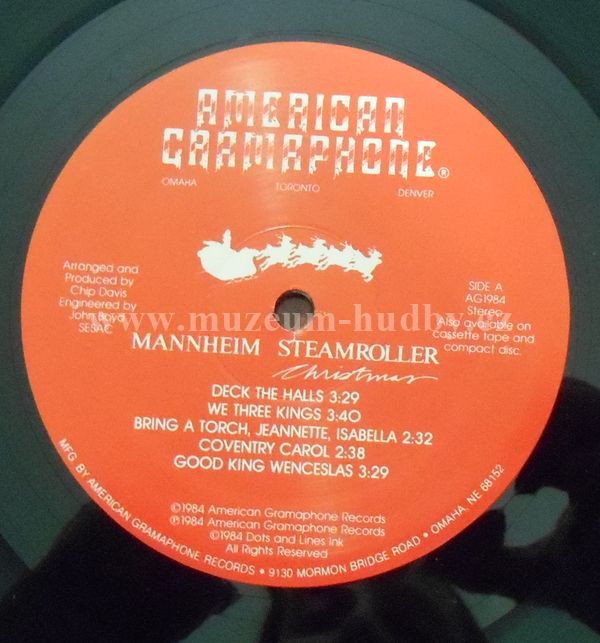 AMERICAN
GRAMAPHONE®
OMAHA TORONTO DENVER
Arranged and
Produced by
Chip Davis
Engineered by
John Boyd
SESAC
SIDE A
AG1984
Stereo
Also available on
cassette tape and
compact disc.
www.muzeum-hudby.cz
MANNHEIM STEAMROLLER
Christmas
DECK THE HALLS 3:29
WE THREE KINGS 3:40
BRING A TORCH, JEANNETTE, ISABELLA 2:32
COVENTRY CAROL 2:38
GOOD KING WENCESLAS 3:29
©1984 American Gramaphone Records
℗1984 American Gramaphone Records
©1984 Dots and Lines Ink
All Rights Reserved
MFG. BY AMERICAN GRAMAPHONE RECORDS • 9130 MORMON BRIDGE ROAD • OMAHA, NE 68152